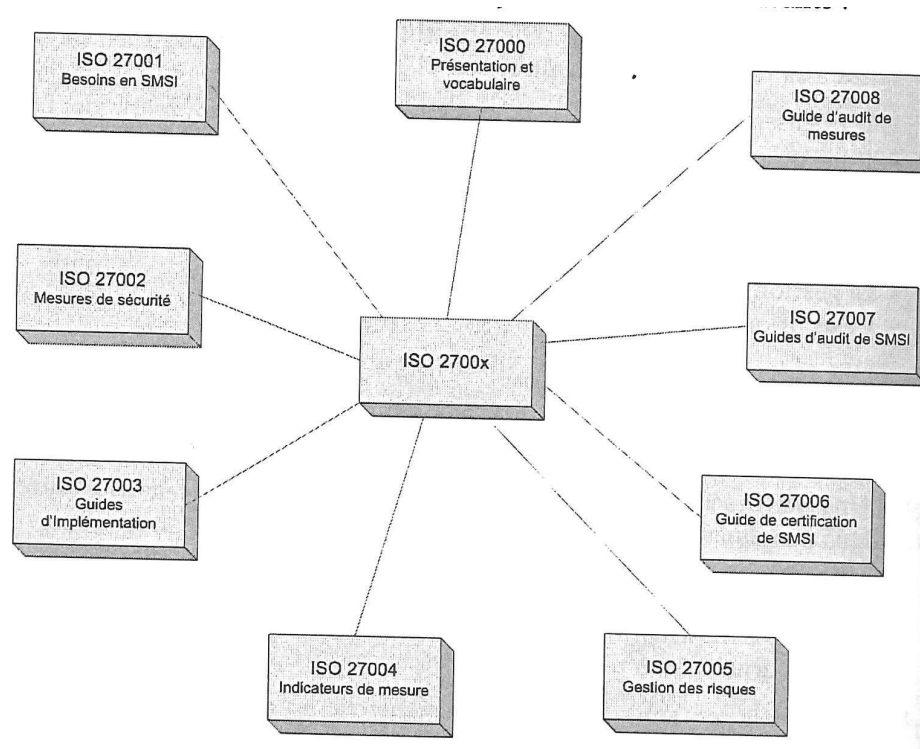 ISO 27001
Besoins en SMSI
ISO 27000
Présentation et
vocabulaire
ISO 27008
Guide d'audit de
mesures
ISO 27002
Mesures de sécurité
ISO 2700x
ISO 27007
Guides d'audit de SMSI
ISO 27003
Guides
d'Implémentation
ISO 27006
Guide de certification
de SMSI
ISO 27004
Indicateurs de mesure
ISO 27005
Gestion des risques